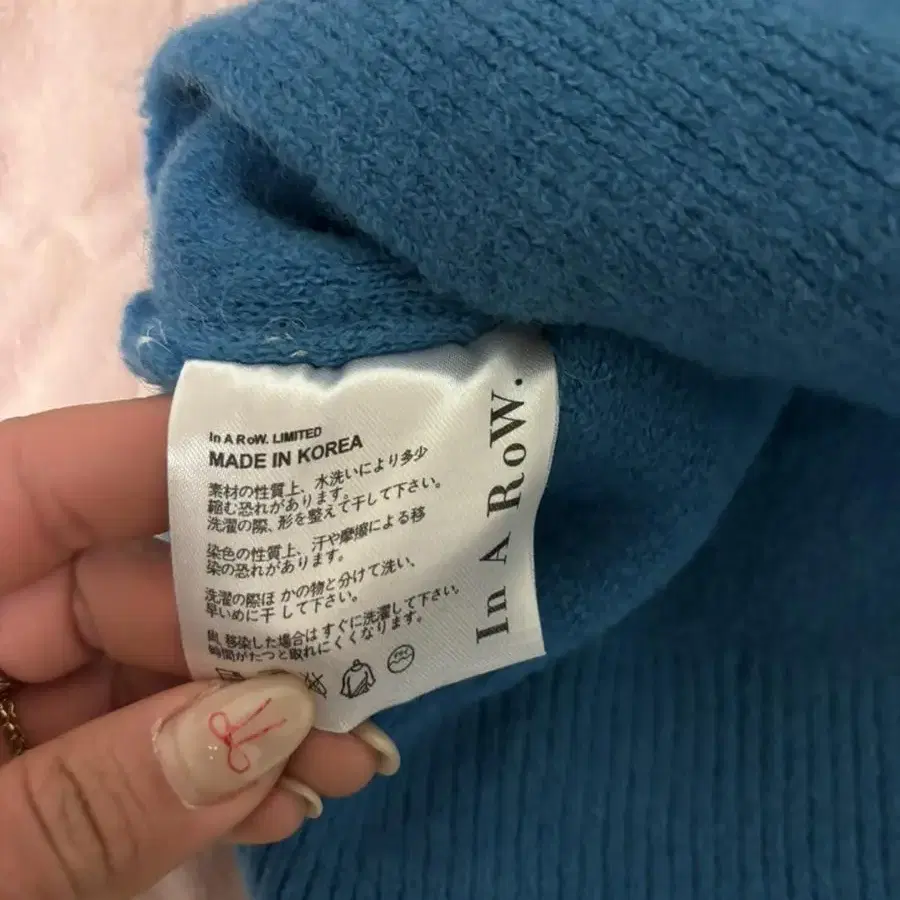 In A RoW. LIMITED
MADE IN KOREA
素材の性質上、水洗いにより多少
縮む恐れがあります。
洗濯の際、形を整えて干して下さい。
染色の性質上、汗や摩擦による移
染の恐れがあります。
洗濯の際ほ かの物と分けて洗い、
早いめに干 して下さい。
移染した場合は すぐに洗濯して下さい。
時間がたつと取れにくくなります。
In A RoW.